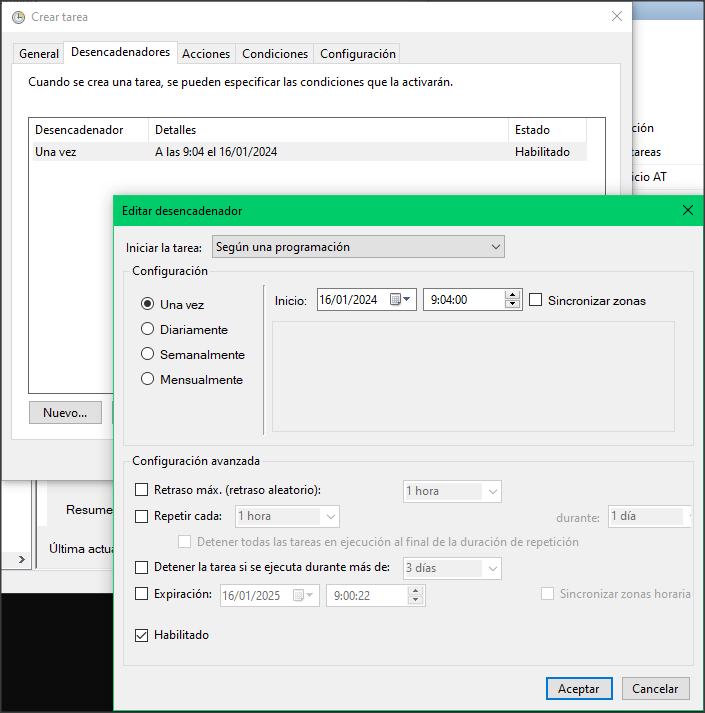 Crear tarea
General Desencadenadores Acciones Condiciones Configuración
Cuando se crea una tarea, se pueden especificar las condiciones que la activarán.
Desencadenador Detalles Estado
Una vez A las 9:04 el 16/01/2024 Habilitado
ción
tareas
icio AT
Editar desencadenador
Iniciar la tarea: Según una programación
Configuración
Una vez
Diariamente
Semanalmente
Mensualmente
Inicio: 16/01/2024 9:04:00 Sincronizar zonas
Nuevo...
Configuración avanzada
Retraso máx. (retraso aleatorio): 1 hora
Repetir cada: 1 hora durante: 1 día
Detener todas las tareas en ejecución al final de la duración de repetición
Detener la tarea si se ejecuta durante más de: 3 días
Expiración: 16/01/2025 9:00:22 Sincronizar zonas horaria
Habilitado
Resume
Última actua
Aceptar Cancelar